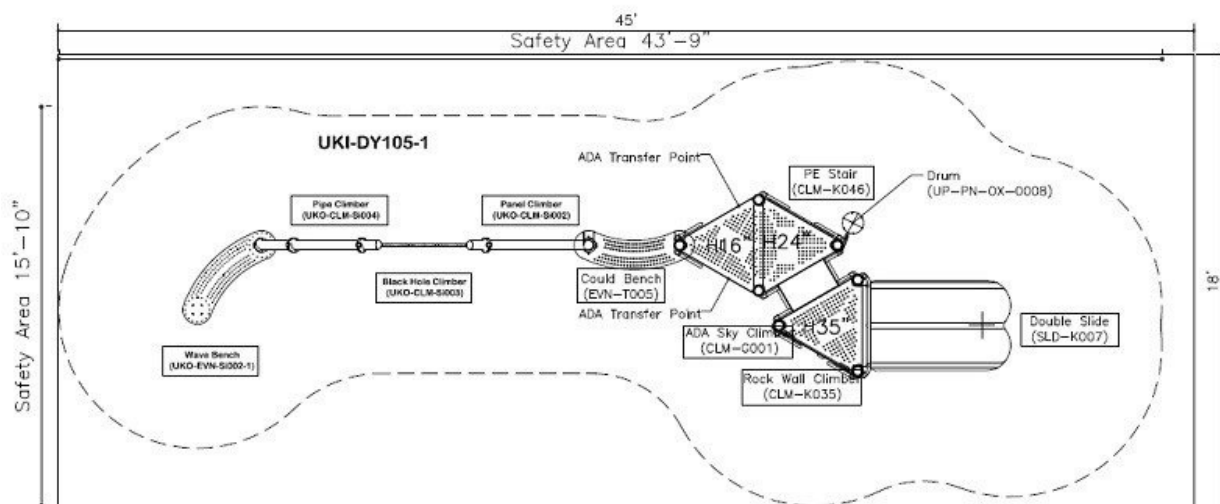 45'
Safety Area 43'-9"
UKI-DY105-1
ADA Transfer Point
PE Stair
(CLM-K046)
Drum
(UP-PN-OX-0008)
Pipe Climber
(UKO-CLM-Si004)
Panel Climber
(UKO-CLM-Si002)
H16"
H24"
Safety Area 15'-10"
18'
Black Hole Climber
(UKO-CLM-Si003)
Could Bench
(EVN-T005)
ADA Transfer Point
H35"
ADA Sky Climb
(CLM-G001)
Double Slide
(SLD-K007)
Wave Bench
(UKO-EVN-Si002-1)
Rock Wall Climber
(CLM-K035)